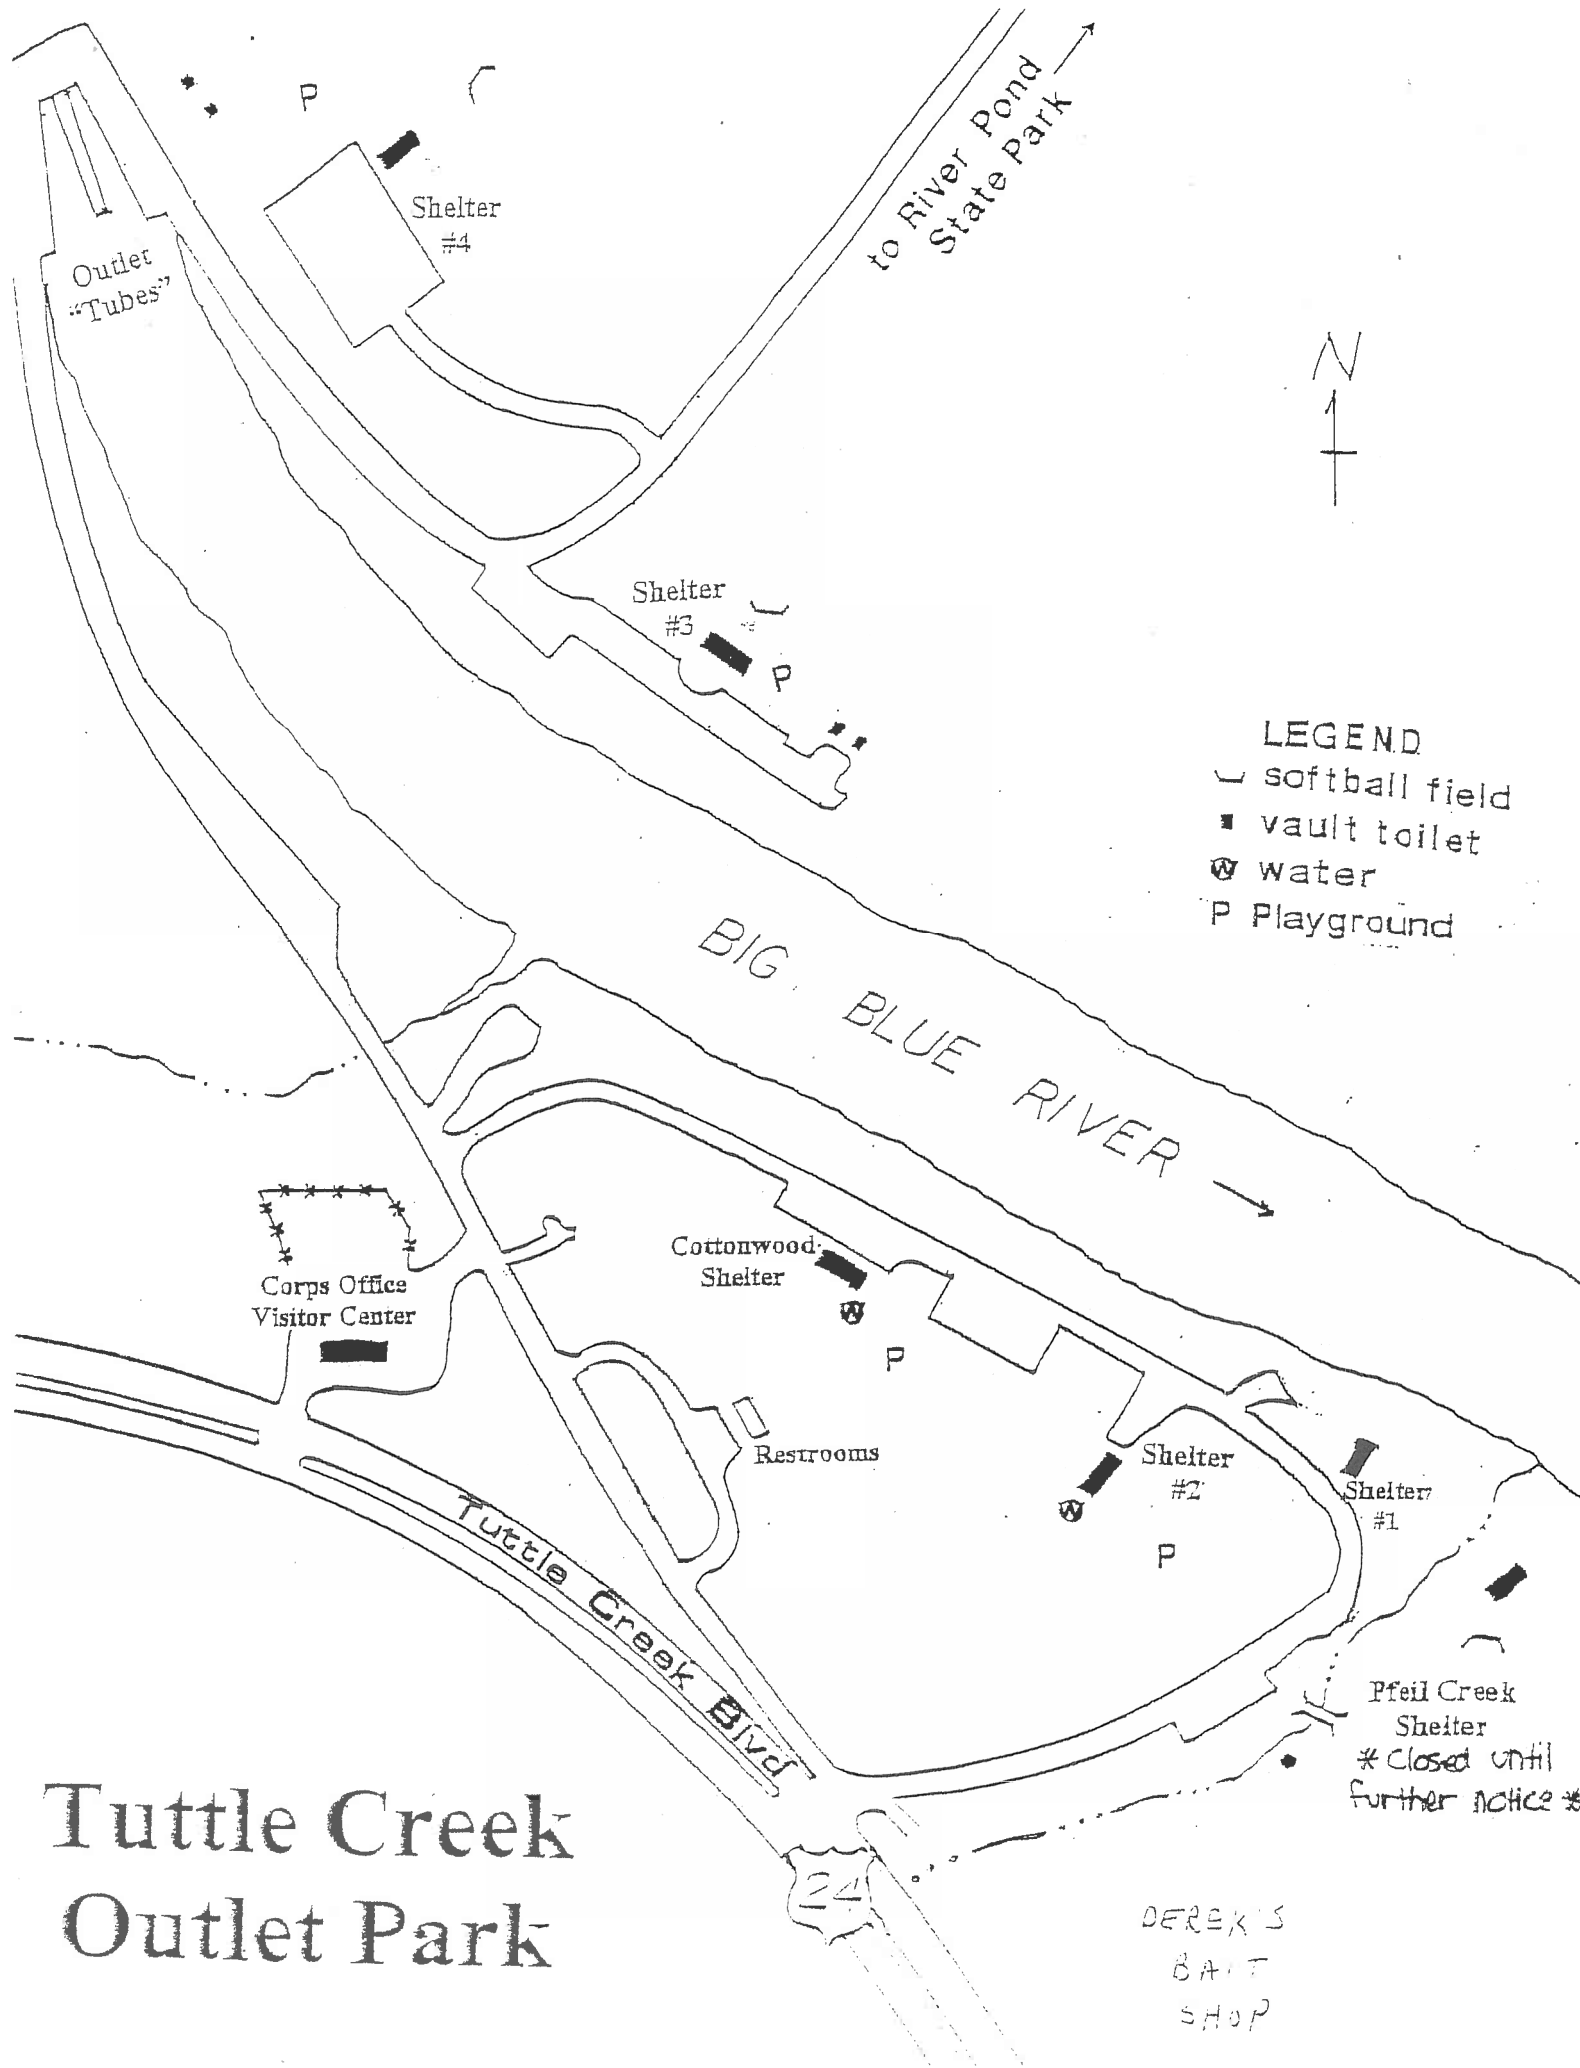 P
to River Pond
State Park
Shelter
#4
Outlet
"Tubes"
N
Shelter
#3
P
LEGEND
softball field
vault toilet
W water
P Playground
BIG BLUE RIVER
Cottonwood
Shelter
W
P
Corps Office
Visitor Center
Restrooms
Shelter
#2
W
P
Shelter
#1
Tuttle Creek Blvd
Pfeil Creek
Shelter
* Closed until
further notice *
Tuttle Creek
Outlet Park
24
DEREK'S
BAIT
SHOP